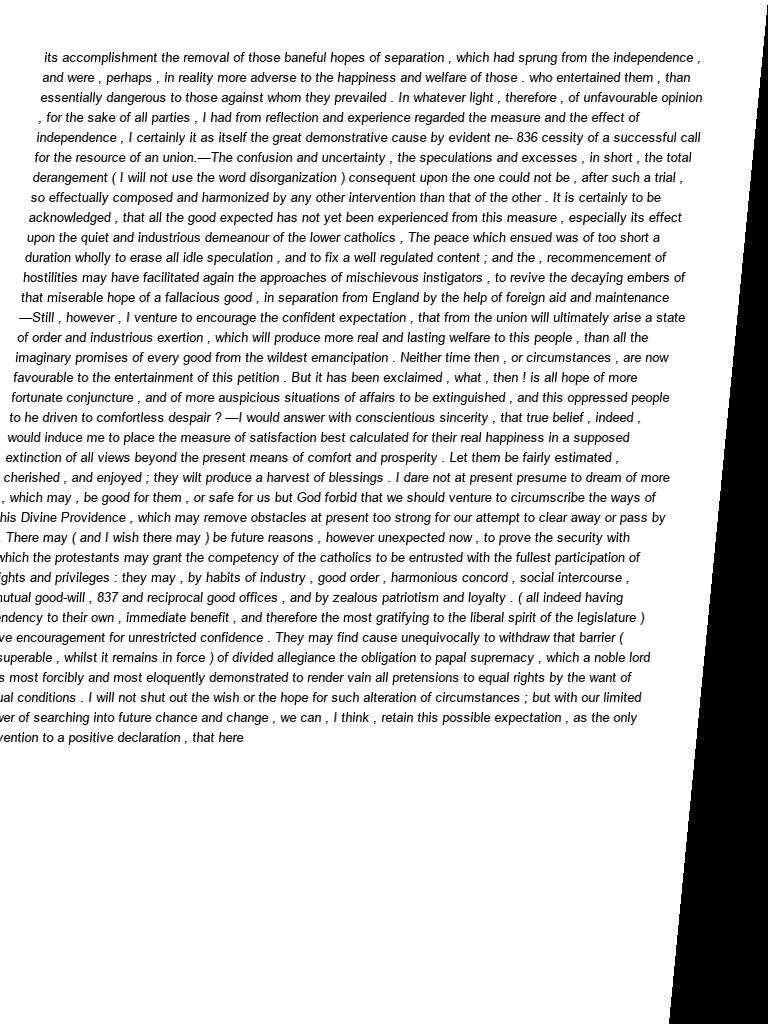 its accomplishment the removal of those baneful hopes of separation , which had sprung from the independence ,
and were , perhaps , in reality more adverse to the happiness and welfare of those . who entertained them , than
essentially dangerous to those against whom they prevailed . In whatever light , therefore , of unfavourable opinion
, for the sake of all parties , I had from reflection and experience regarded the measure and the effect of
independence , I certainly it as itself the great demonstrative cause by evident ne- 836 cessity of a successful call
for the resource of an union.—The confusion and uncertainty , the speculations and excesses , in short , the total
derangement ( I will not use the word disorganization ) consequent upon the one could not be , after such a trial ,
so effectually composed and harmonized by any other intervention than that of the other . It is certainly to be
acknowledged , that all the good expected has not yet been experienced from this measure , especially its effect
upon the quiet and industrious demeanour of the lower catholics , The peace which ensued was of too short a
duration wholly to erase all idle speculation , and to fix a well regulated content ; and the , recommencement of
hostilities may have facilitated again the approaches of mischievous instigators , to revive the decaying embers of
that miserable hope of a fallacious good , in separation from England by the help of foreign aid and maintenance
—Still , however , I venture to encourage the confident expectation , that from the union will ultimately arise a state
of order and industrious exertion , which will produce more real and lasting welfare to this people , than all the
imaginary promises of every good from the wildest emancipation . Neither time then , or circumstances , are now
favourable to the entertainment of this petition . But it has been exclaimed , what , then ! is all hope of more
fortunate conjuncture , and of more auspicious situations of affairs to be extinguished , and this oppressed people
to he driven to comfortless despair ? —I would answer with conscientious sincerity , that true belief , indeed ,
would induce me to place the measure of satisfaction best calculated for their real happiness in a supposed
extinction of all views beyond the present means of comfort and prosperity . Let them be fairly estimated ,
cherished , and enjoyed ; they wilt produce a harvest of blessings . I dare not at present presume to dream of more
, which may , be good for them , or safe for us but God forbid that we should venture to circumscribe the ways of
his Divine Providence , which may remove obstacles at present too strong for our attempt to clear away or pass by
. There may ( and I wish there may ) be future reasons , however unexpected now , to prove the security with
which the protestants may grant the competency of the catholics to be entrusted with the fullest participation of
ights and privileges : they may , by habits of industry , good order , harmonious concord , social intercourse ,
mutual good-will , 837 and reciprocal good offices , and by zealous patriotism and loyalty . ( all indeed having
endency to their own , immediate benefit , and therefore the most gratifying to the liberal spirit of the legislature )
ve encouragement for unrestricted confidence . They may find cause unequivocally to withdraw that barrier (
superable , whilst it remains in force ) of divided allegiance the obligation to papal supremacy , which a noble lord
s most forcibly and most eloquently demonstrated to render vain all pretensions to equal rights by the want of
ual conditions . I will not shut out the wish or the hope for such alteration of circumstances ; but with our limited
wer of searching into future chance and change , we can , I think , retain this possible expectation , as the only
vention to a positive declaration , that here